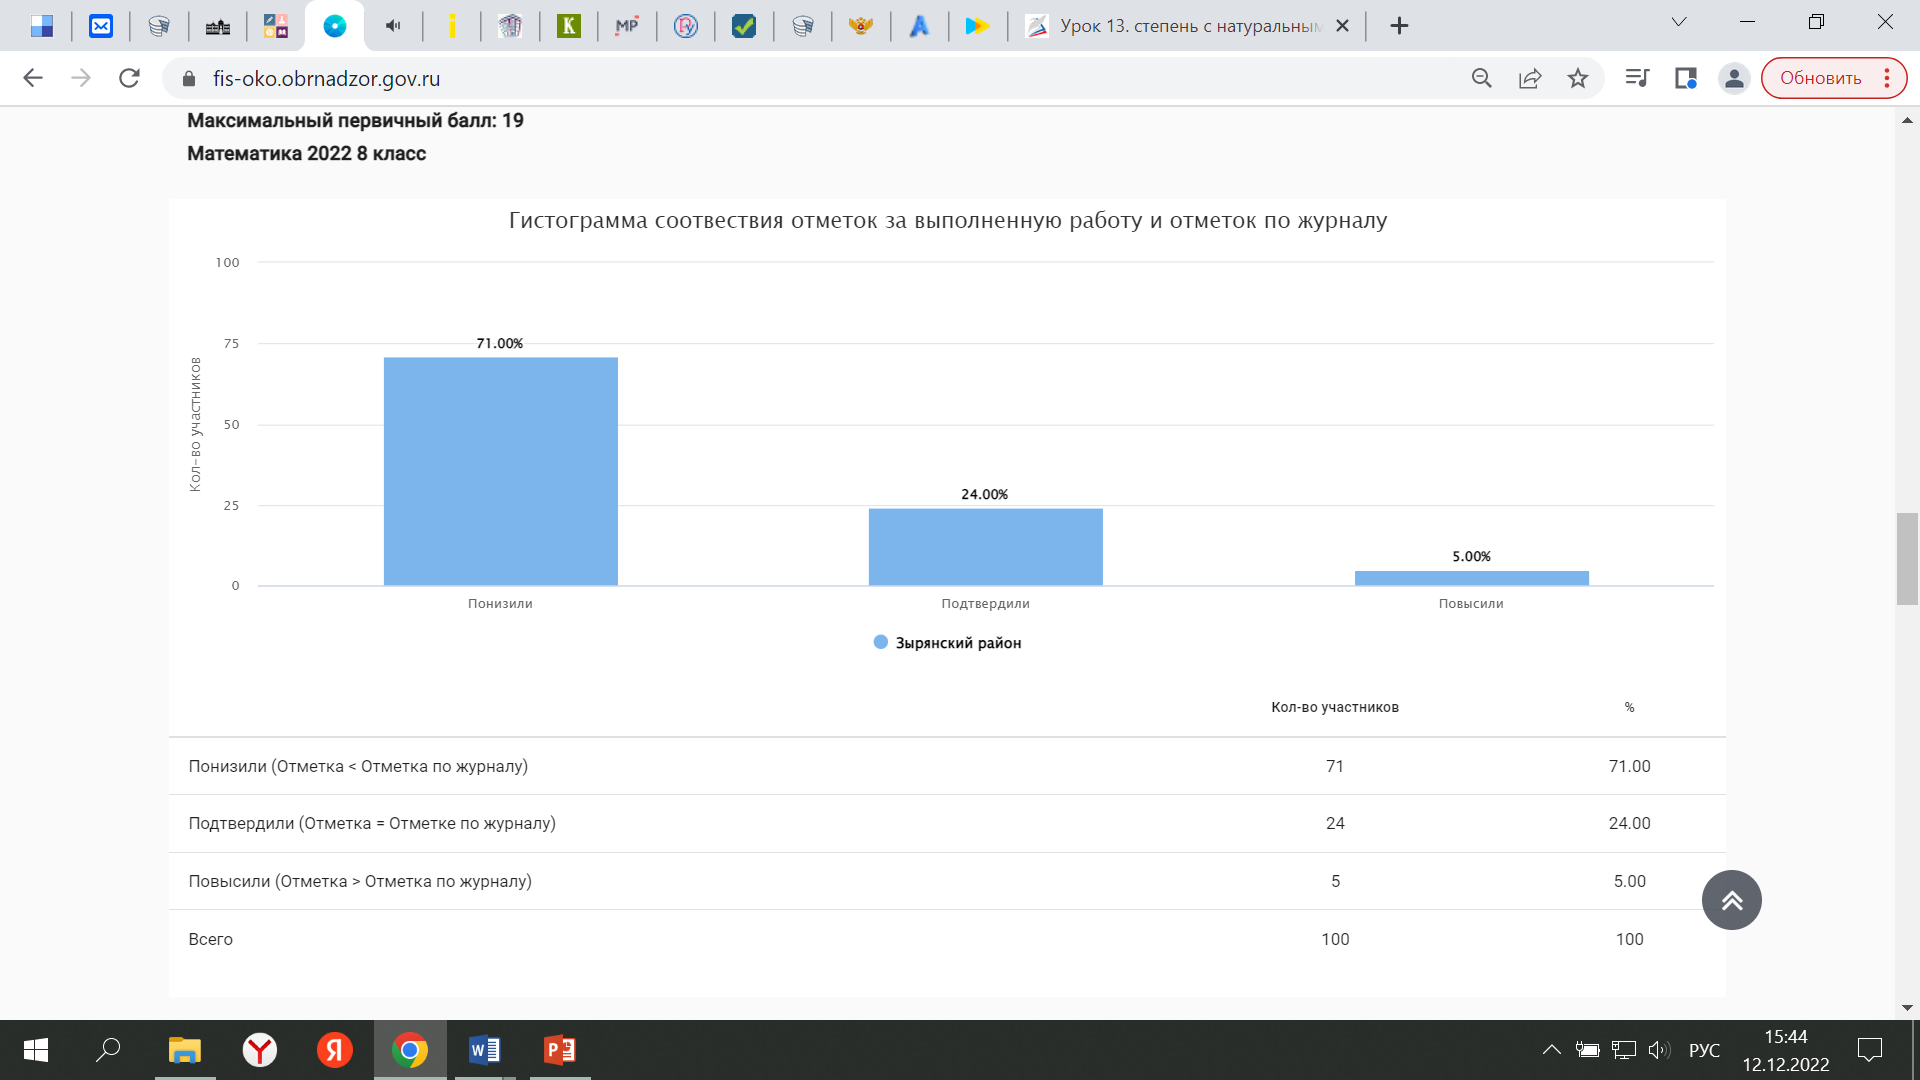 i
K
MP
Урок 13. степень с натуральным
fis-oko.obrnadzor.gov.ru
Обновить
Максимальный первичный балл: 19
Математика 2022 8 класс
Гистограмма соотвествия отметок за выполненную работу и отметок по журналу
Кол-во участников
100
75
50
25
0
71.00%
24.00%
5.00%
Понизили
Подтвердили
Повысили
Зырянский район
Кол-во участников %
Понизили (Отметка < Отметка по журналу) 71 71.00
Подтвердили (Отметка = Отметке по журналу) 24 24.00
Повысили (Отметка > Отметка по журналу) 5 5.00
Всего 100 100
РУС
15:44
12.12.2022